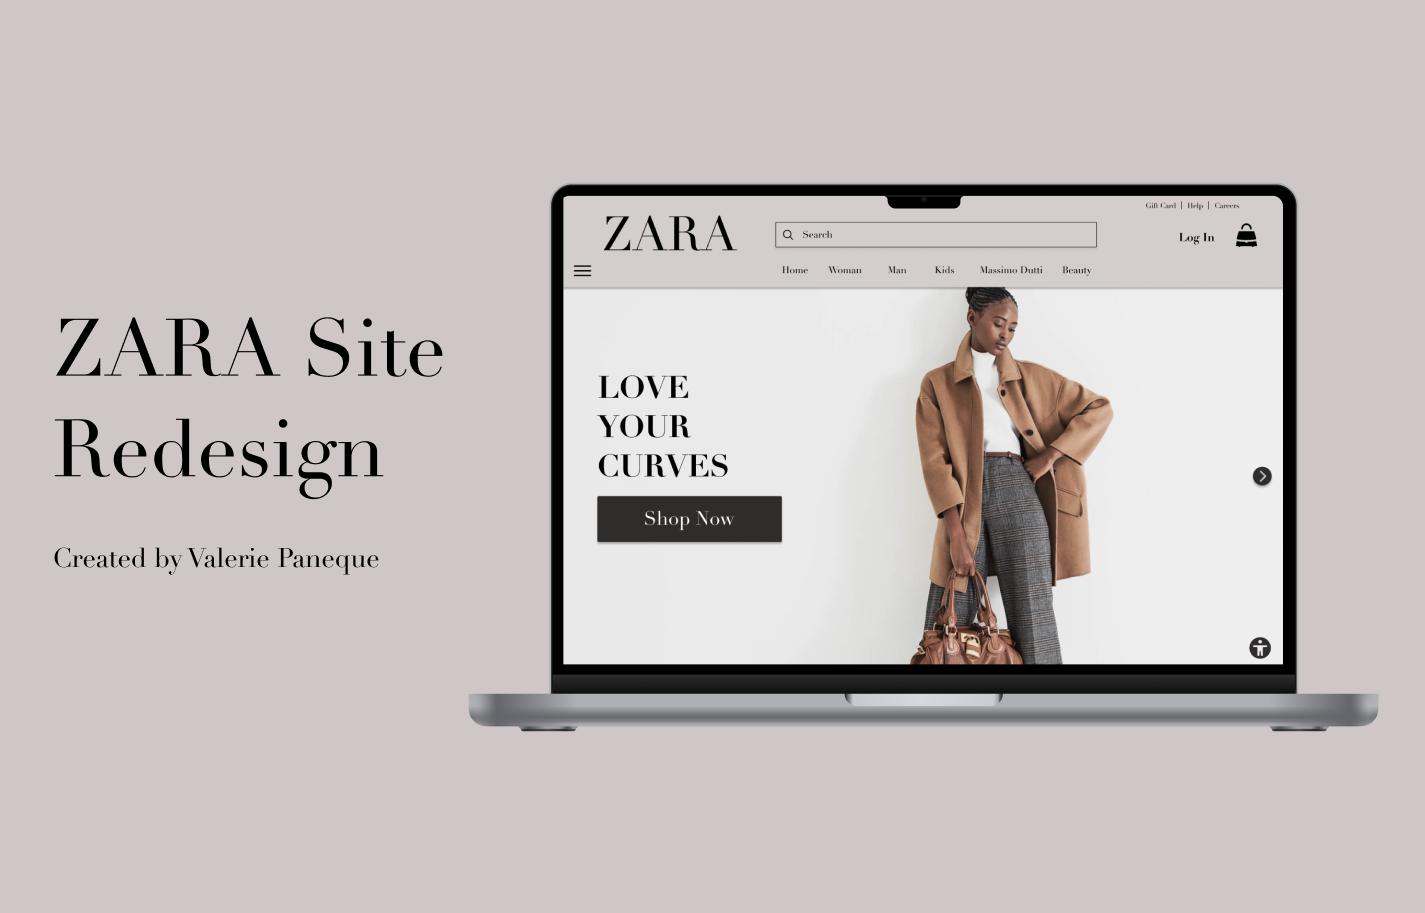 ZARA Site
Redesign
Created by Valerie Paneque
Gift Card | Help | Careers
ZARA
Search
Log In
Home Woman Man Kids Massimo Dutti Beauty
LOVE
YOUR
CURVES
Shop Now